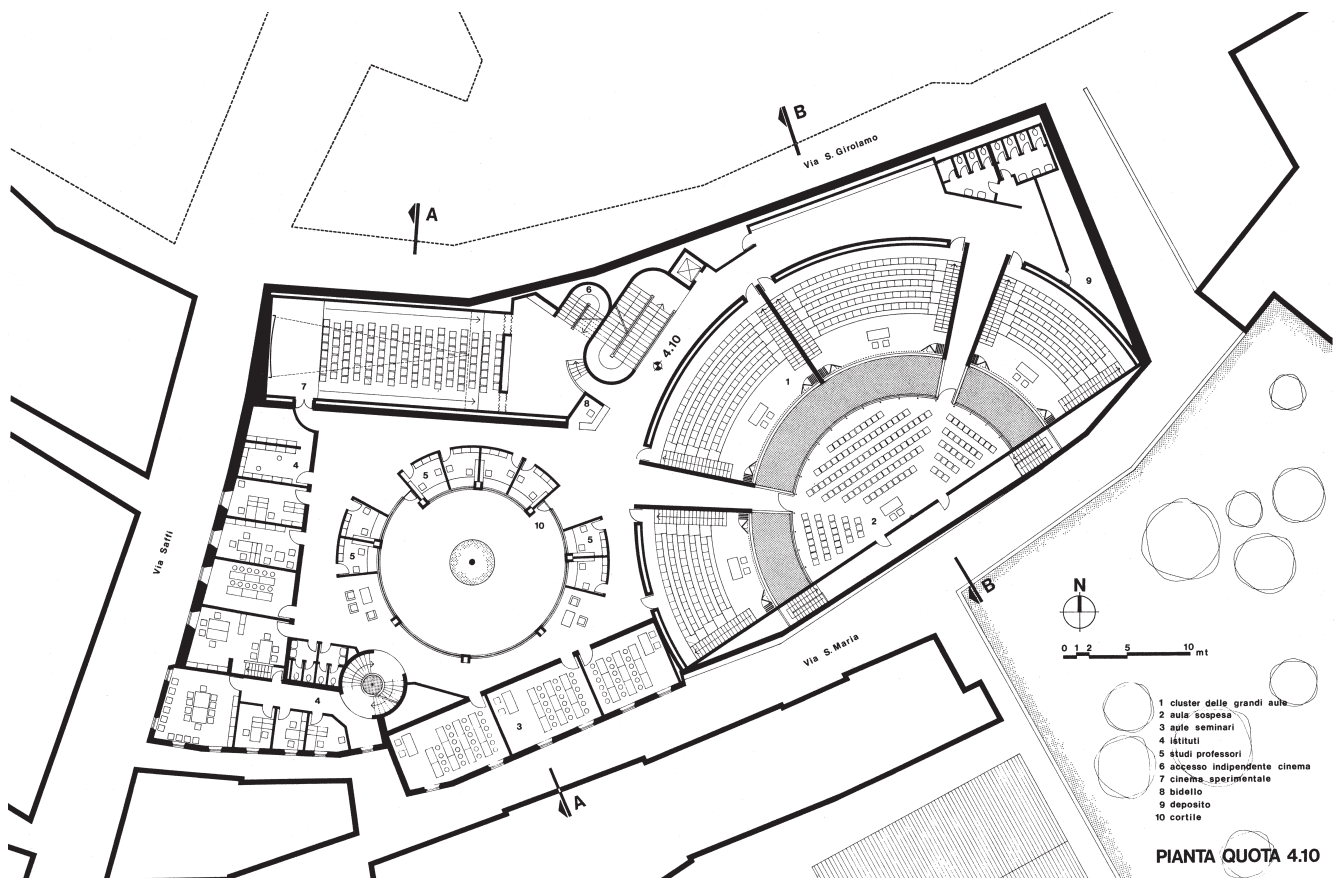 B
Via S. Girolamo
A
6
9
4.10
1
7
8
4
5
5
10
5
2
Via Saffi
B
N
Via S. Maria
0 1 2 5 10 mt
4
3
A
1 cluster delle grandi aule
2 aula sospesa
3 aule seminari
4 istituti
5 studi professori
6 accesso indipendente cinema
7 cinema sperimentale
8 bidello
9 deposito
10 cortile
PIANTA QUOTA 4.10